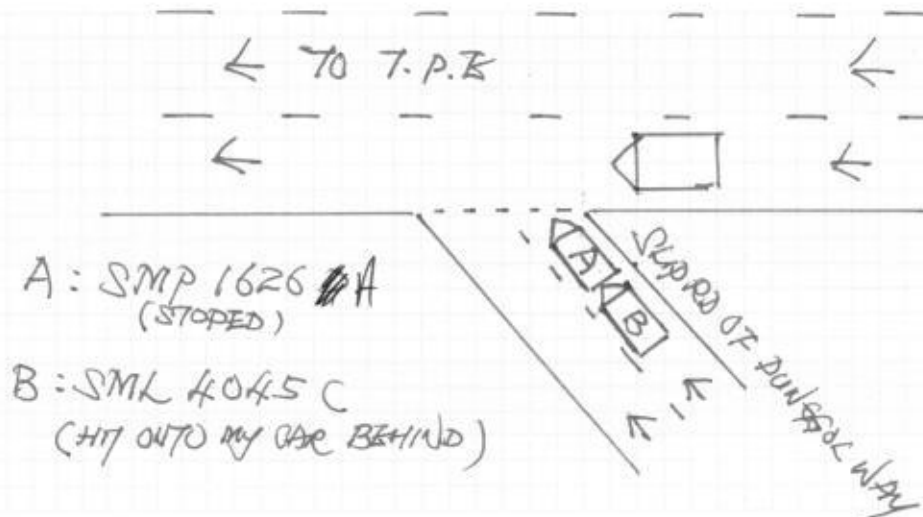 TO T.P.E
A: SMP 1626 A
(STOPED)
B: SML 4045 C
(HIT ONTO MY CAR BEHIND)
A
B
SLIP RD OF PUNGGOL WAY